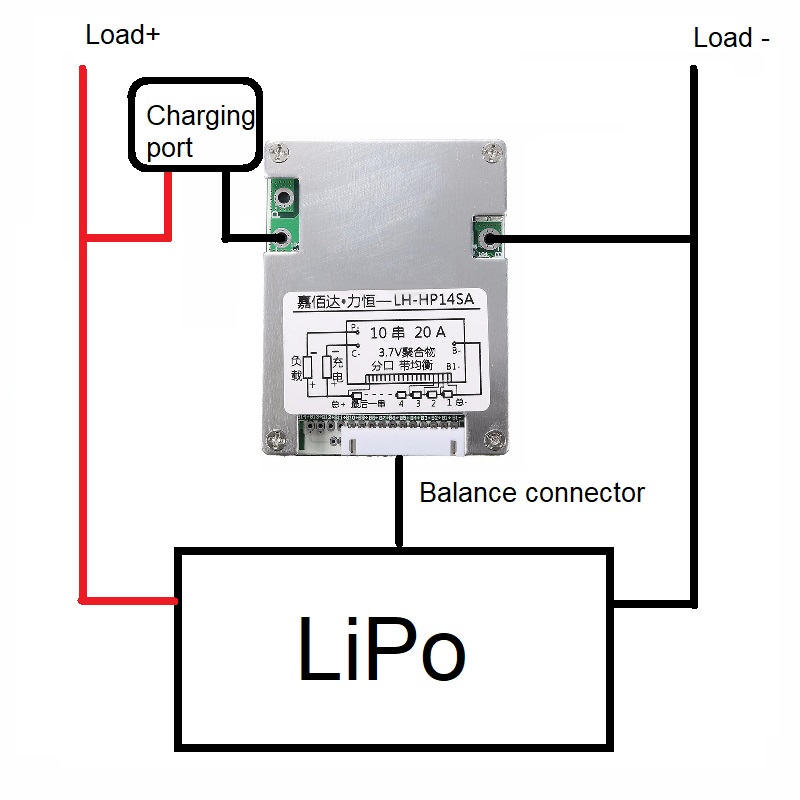 Load+
Load -
Charging
port
嘉佰达•力恒—LH-HP14SA
P-
10 串 20 A
C-
3.7V聚合物
B-
分口 带均衡
B1-
负载
充电
总+ 最后一串 4 3 2 1 总-
Balance connector
LiPo